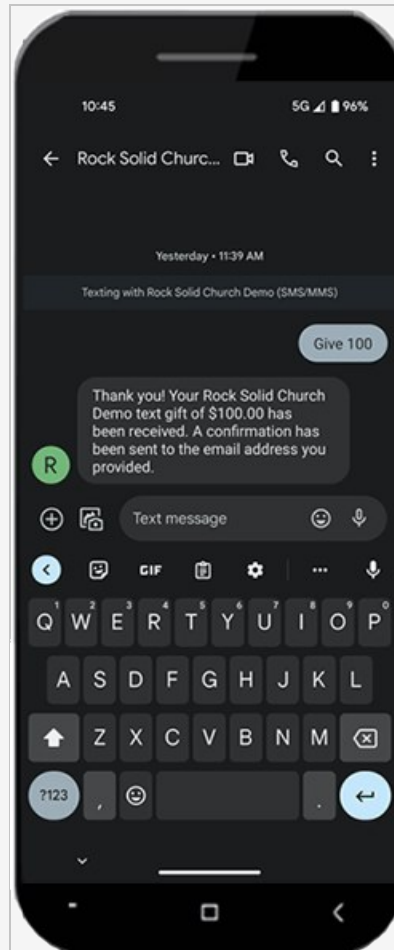 10:45 5G 96%
Rock Solid Churc...
Yesterday • 11:39 AM
Texting with Rock Solid Church Demo (SMS/MMS)
Give 100
Thank you! Your Rock Solid Church
Demo text gift of $100.00 has
been received. A confirmation has
been sent to the email address you
provided.
R
Text message
GIF
1 2 3 4 5 6 7 8 9 0
Q W E R T Y U I O P
A S D F G H J K L
Z X C V B N M
?123 , .